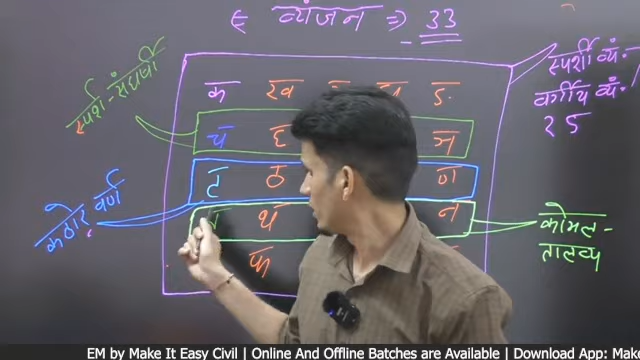 व्यंजन => 33
क ख ङ
च छ ञ
ट ठ ण
त थ न
फ
स्पर्श-संघर्षी
कठोर वर्ण
स्पर्शी व्यं.-
वर्गीय व्यं.-
२५
कोमल-
तालव्य
EM by Make It Easy Civil | Online And Offline Batches are Available | Download App: Mak